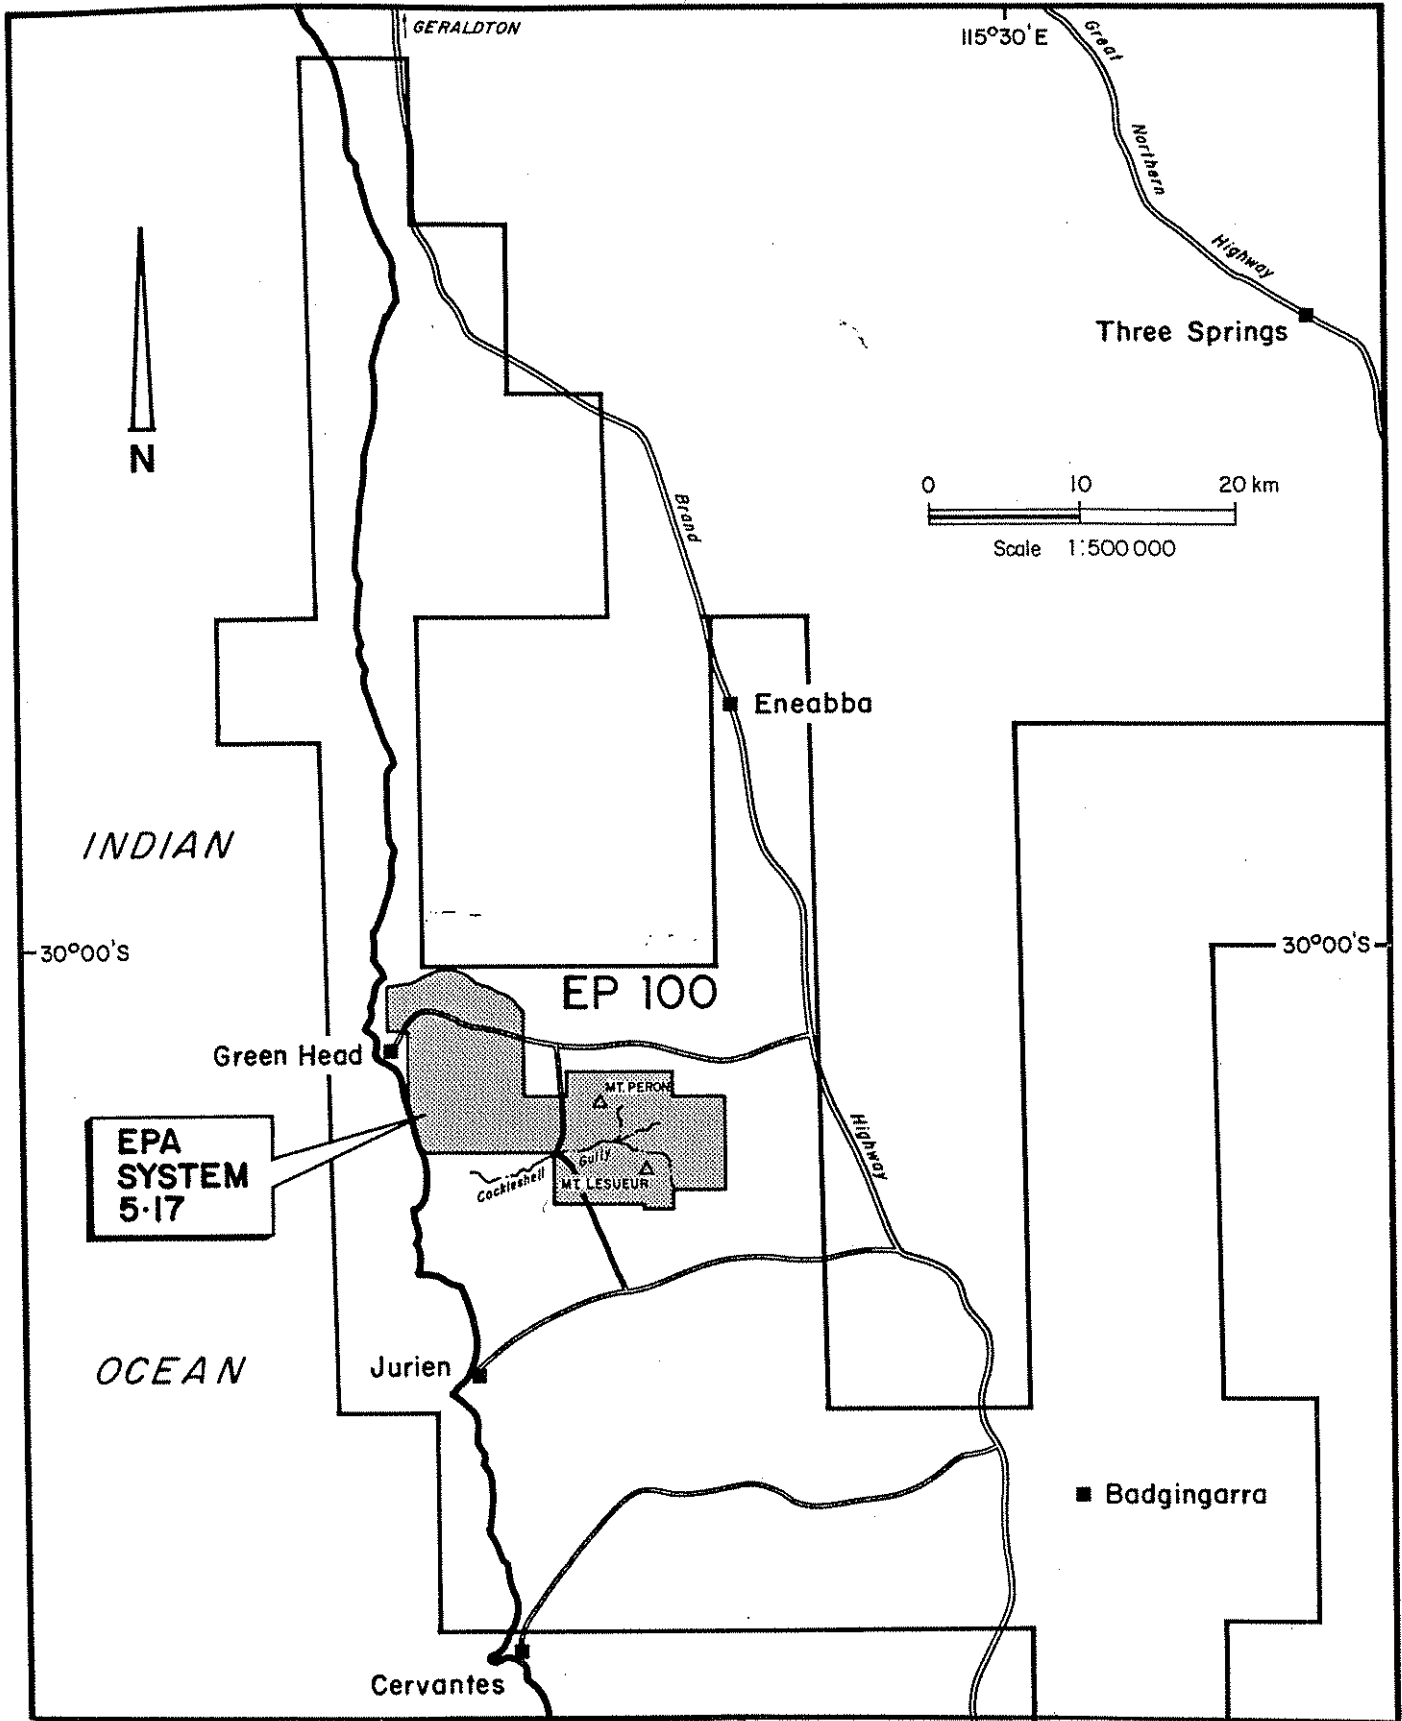 GERALDTON
115°30'E
Great
Northern
Highway
Three Springs
N
0 10 20 km
Scale 1:500 000
Brand
Eneabba
INDIAN
30°00'S
30°00'S
EP 100
Green Head
MT. PERON
EPA
SYSTEM
5·17
Cockleshell
Gully
MT. LESUEUR
Highway
Jurien
OCEAN
Badgingarra
Cervantes